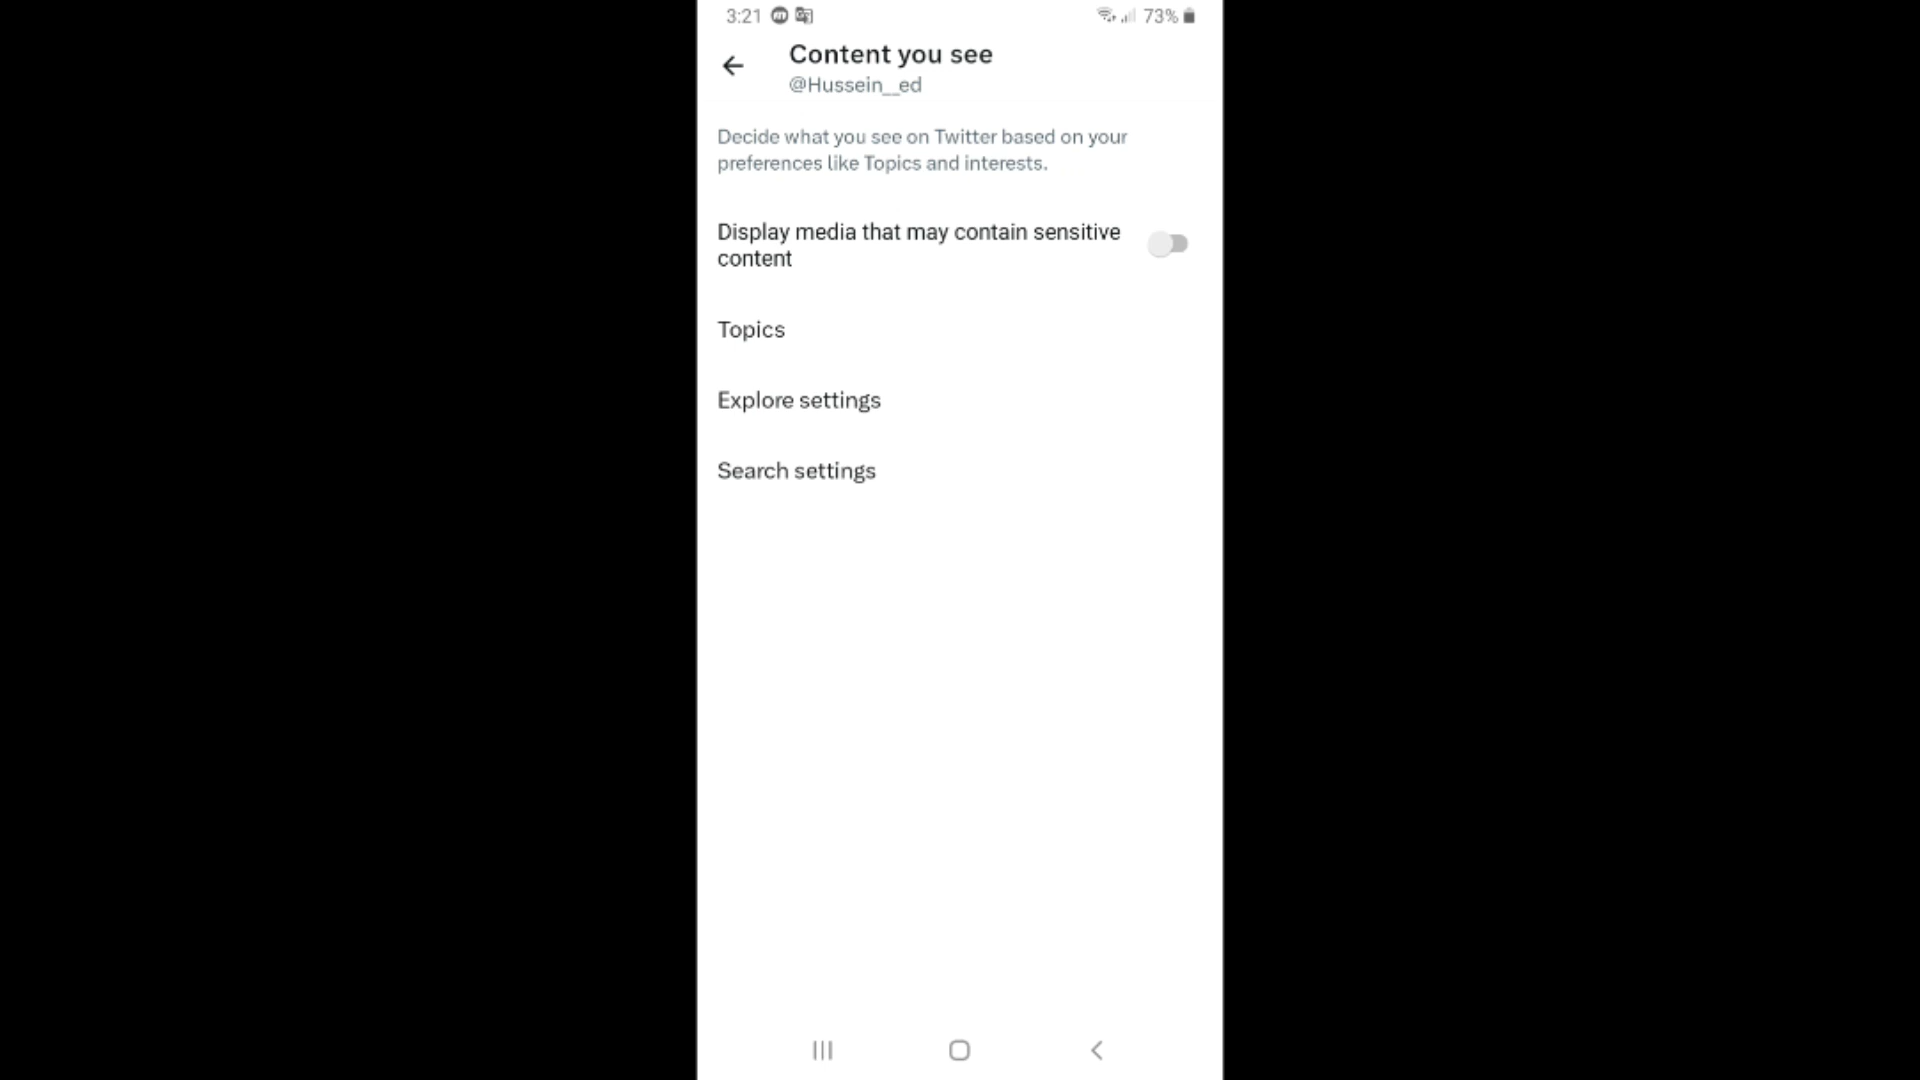 3:21 73%
Content you see
@Hussein__ed
Decide what you see on Twitter based on your
preferences like Topics and interests.
Display media that may contain sensitive
content
Topics
Explore settings
Search settings